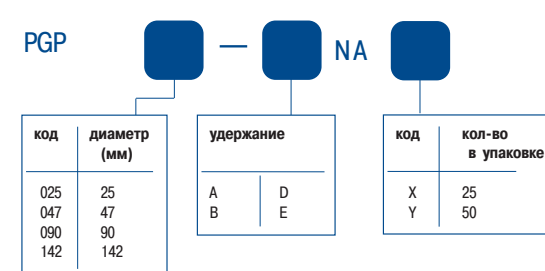 PGP — NA
код диаметр (мм)
025 25
047 47
090 90
142 142
удержание
A D
B E
код кол-во в упаковке
X 25
Y 50